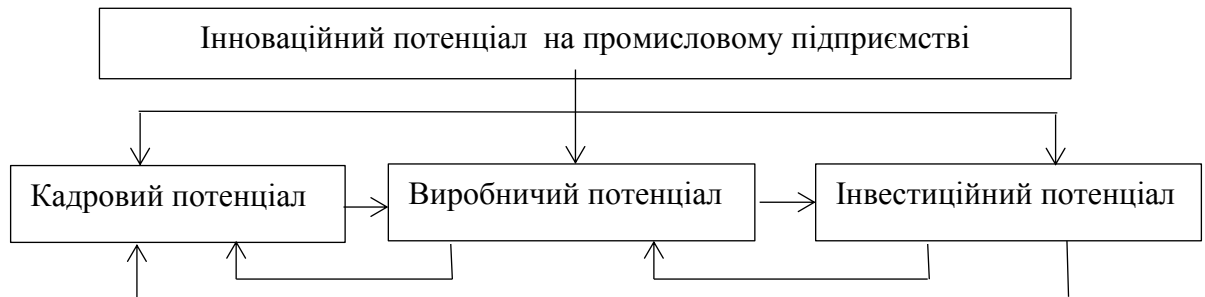 Інноваційний потенціал на промисловому підприємстві
Кадровий потенціал
Виробничий потенціал
Інвестиційний потенціал